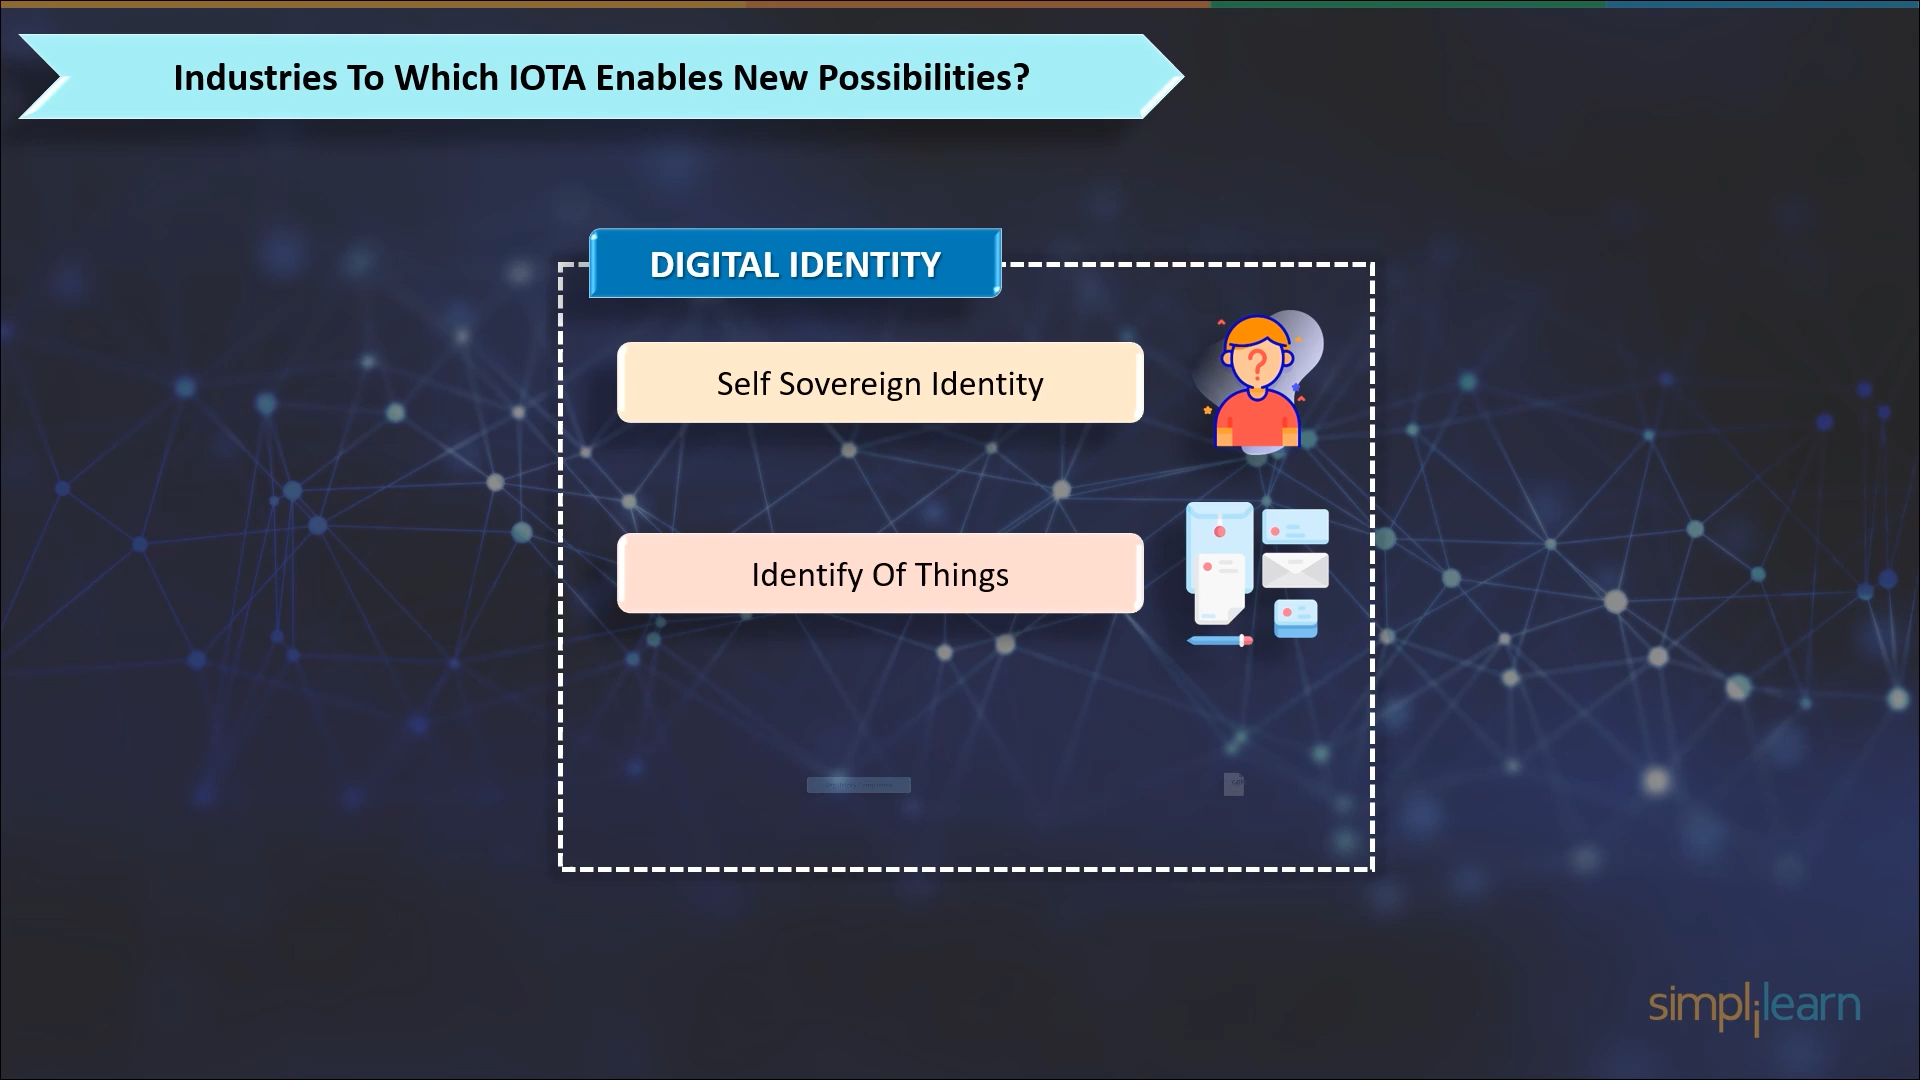 Industries To Which IOTA Enables New Possibilities?
DIGITAL IDENTITY
Self Sovereign Identity
?
Identify Of Things
simplilearn